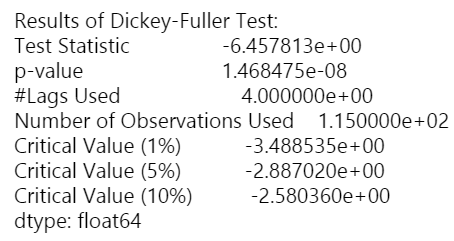 Results of Dickey-Fuller Test:
Test Statistic -6.457813e+00
p-value 1.468475e-08
#Lags Used 4.000000e+00
Number of Observations Used 1.150000e+02
Critical Value (1%) -3.488535e+00
Critical Value (5%) -2.887020e+00
Critical Value (10%) -2.580360e+00
dtype: float64